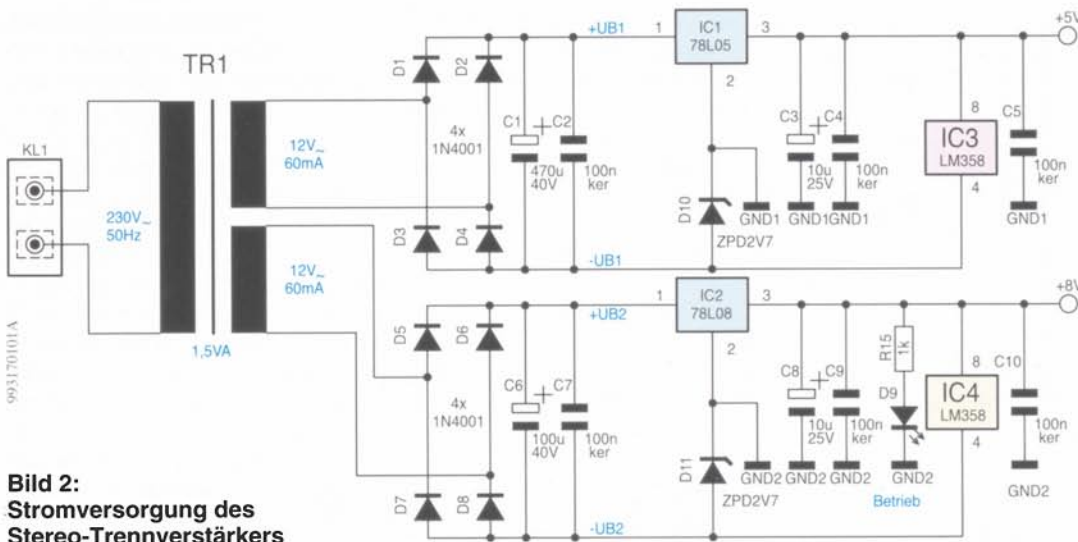 TR1
KL1
230V~
50Hz
1,5VA
12V~
60mA
12V~
60mA
D1
D2
D3
D4
4x
1N4001
C1
+
470u
40V
C2
100n
ker
+UB1
-UB1
1
IC1
78L05
3
2
D10
ZPD2V7
GND1
C3
+
10u
25V
GND1
C4
100n
ker
GND1
8
IC3
LM358
4
C5
100n
ker
GND1
+5V
D5
D6
D7
D8
4x
1N4001
C6
+
100u
40V
C7
100n
ker
+UB2
-UB2
1
IC2
78L08
3
2
D11
ZPD2V7
GND2
C8
+
10u
25V
GND2
C9
100n
ker
GND2
R15
1k
D9
GND2
Betrieb
8
IC4
LM358
4
C10
100n
ker
GND2
+8V
993170101A
Bild 2:
Stromversorgung des
Stereo-Trennverstärkers